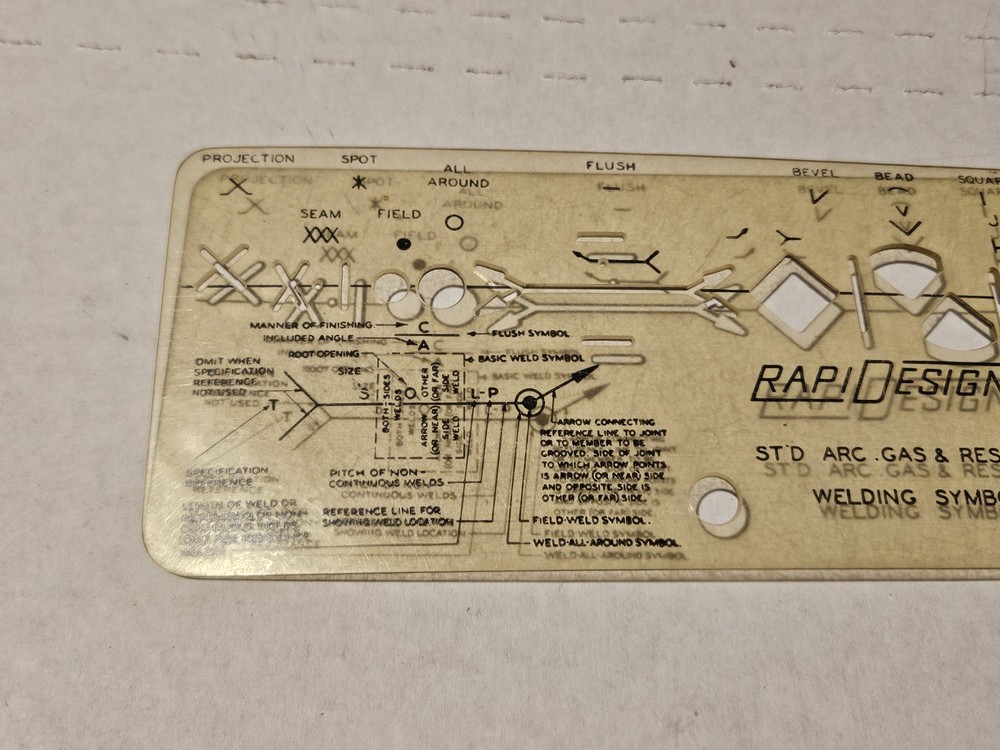 PROJECTION
SPOT
ALL
AROUND
FLUSH
BEVEL
BEAD
SQUAR
SEAM
FIELD
MANNER OF FINISHING
C
FLUSH SYMBOL
INCLUDED ANGLE
A
ROOT OPENING
BASIC WELD SYMBOL
OMIT WHEN
SPECIFICATION
REFERENCE
NOT USED
SIZE
S
O
BOTH SIDES
WELDS
ARROW OTHER
(OR NEAR) (OR FAR)
SIDE SIDE
WELD WELD
L-P
T
ARROW CONNECTING
REFERENCE LINE TO JOINT
OR TO MEMBER TO BE
GROOVED. SIDE OF JOINT
TO WHICH ARROW POINTS
IS ARROW (OR NEAR) SIDE
AND OPPOSITE SIDE IS
OTHER (OR FAR) SIDE.
SPECIFICATION
REFERENCE
PITCH OF NON-
CONTINUOUS WELDS
LENGTH OF WELD OR
REFERENCE LINE FOR
SHOWING WELD LOCATION
FIELD WELD SYMBOL.
WELD-ALL-AROUND SYMBOL
RAPIDESIGN
ST'D ARC. GAS & RES
WELDING SYMBO